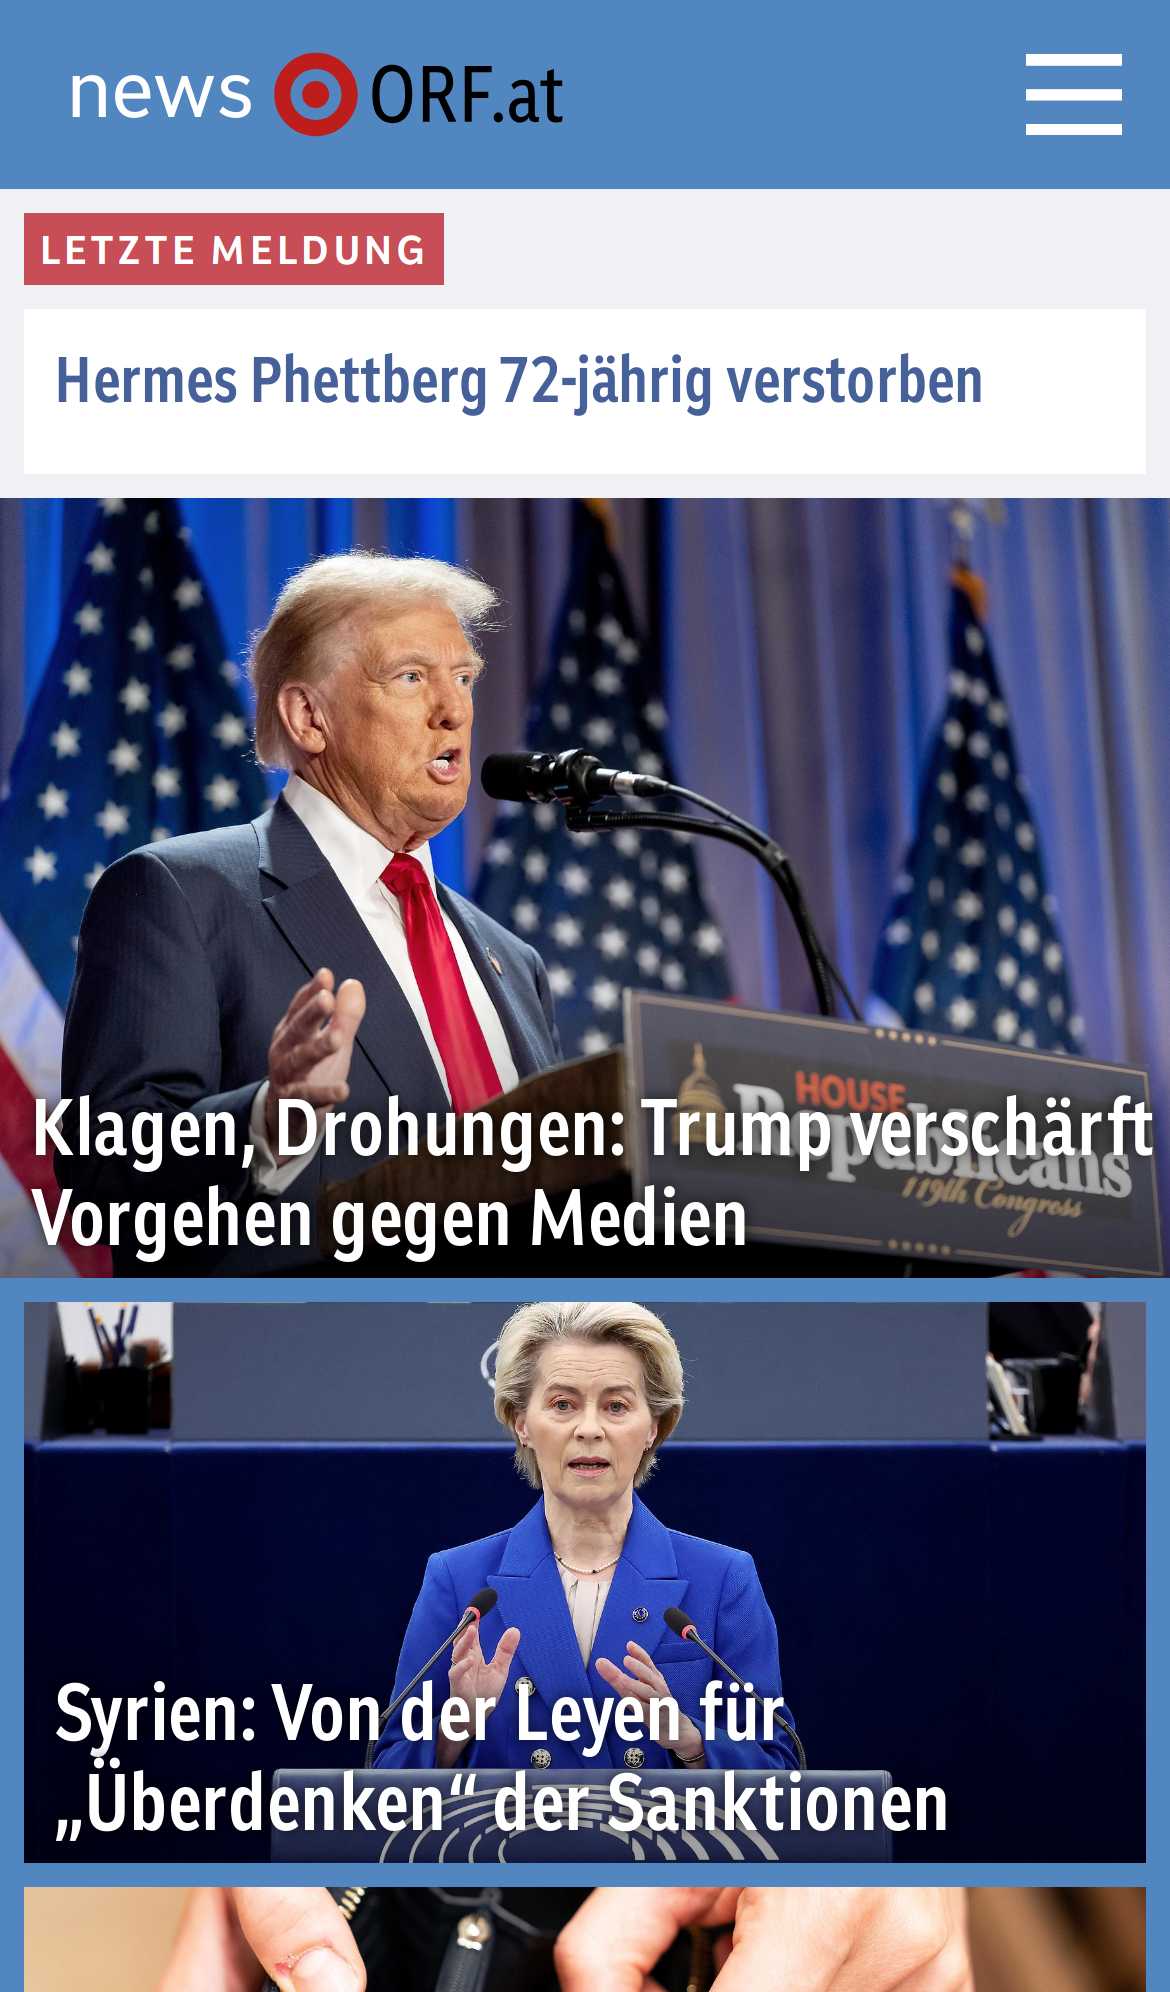 news ORF.at
LETZTE MELDUNG
Hermes Phettberg 72-jährig verstorben
HOUSE
Republicans
119th Congress
Klagen, Drohungen: Trump verschärft
Vorgehen gegen Medien
Syrien: Von der Leyen für
„Überdenken“ der Sanktionen